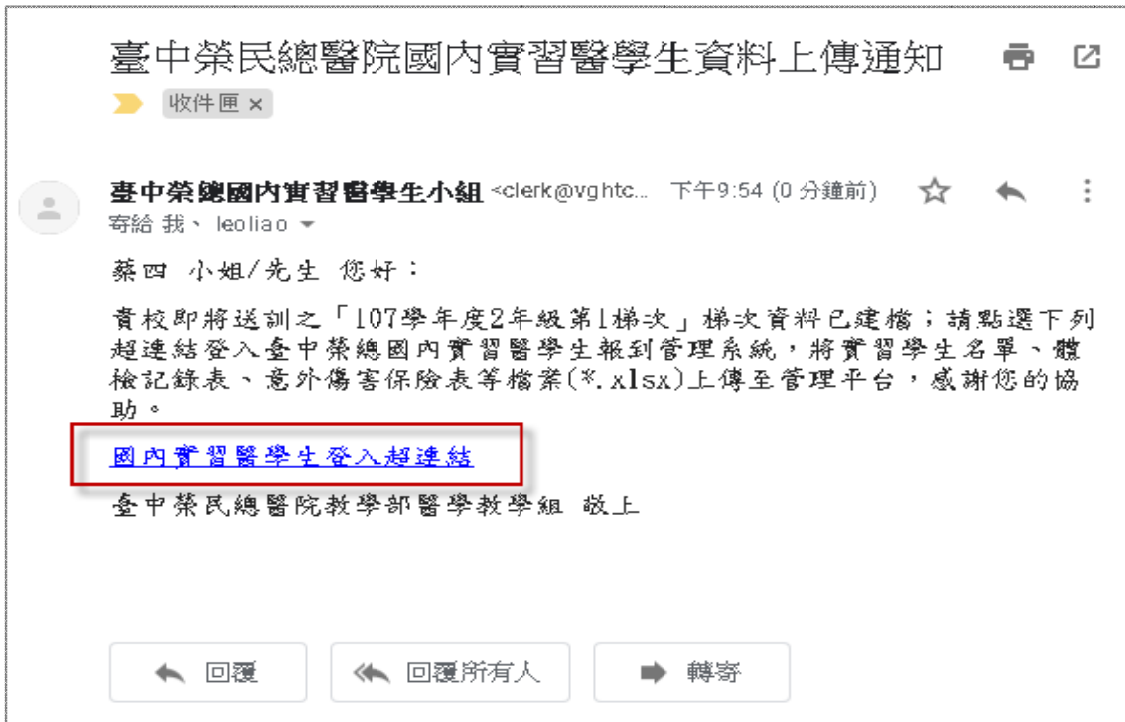 臺中榮民總醫院國內實習醫學生資料上傳通知
收件匣 ×
臺中榮總國內實習醫學生小組 <clerk@vghtc... 下午9:54 (0 分鐘前)
寄給 我、 leoliao
蔡四 小姐/先生 您好：
貴校即將送訓之「107學年度2年級第1梯次」梯次資料已建檔；請點選下列
超連結登入臺中榮總國內實習醫學生報到管理系統，將實習學生名單、體
檢記錄表、意外傷害保險表等檔案(*.xlsx)上傳至管理平台，感謝您的協
助。
國內實習醫學生登入超連結
臺中榮民總醫院教學部醫學教學組 敬上
回覆 回覆所有人 轉寄